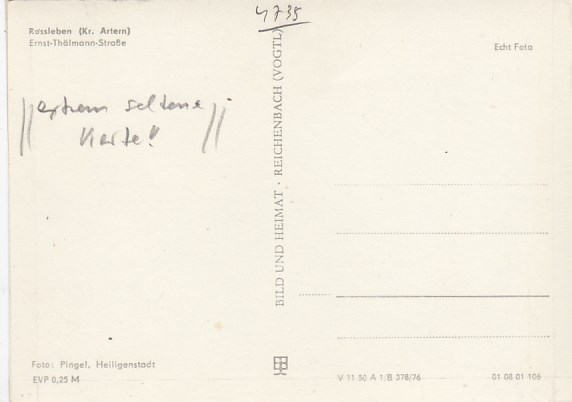 Rossleben (Kr. Artern)
Ernst-Thälmann-Straße
4735
Echt Foto
extrem seltene
Karte!!
BILD UND HEIMAT · REICHENBACH (VOGTL)
Foto: Pingel, Heiligenstadt
EVP 0,25 M
V 11 50 A 1/B 378/76
01 08 01 106